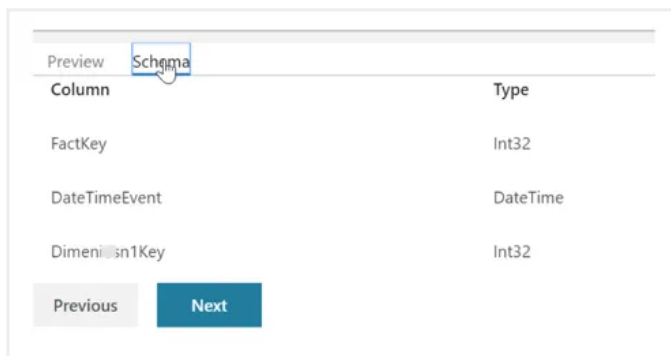 Preview Schema
Column Type
FactKey Int32
DateTimeEvent DateTime
Int32
Previous Next